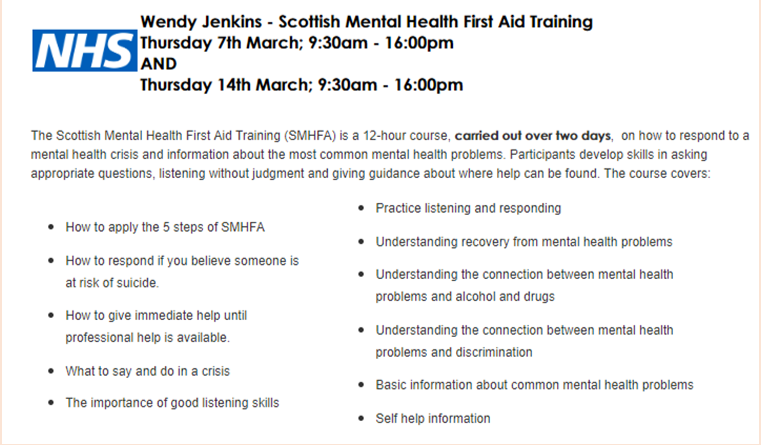 Wendy Jenkins - Scottish Mental Health First Aid Training
NHS
Thursday 7th March; 9:30am - 16:00pm
AND
Thursday 14th March; 9:30am - 16:00pm
The Scottish Mental Health First Aid Training (SMHFA) is a 12-hour course, carried out over two days, on how to respond to a
mental health crisis and information about the most common mental health problems. Participants develop skills in asking
appropriate questions, listening without judgment and giving guidance about where help can be found. The course covers:
• How to apply the 5 steps of SMHFA
• How to respond if you believe someone is
at risk of suicide.
• How to give immediate help until
professional help is available.
• What to say and do in a crisis
• The importance of good listening skills
• Practice listening and responding
• Understanding recovery from mental health problems
• Understanding the connection between mental health
problems and alcohol and drugs
• Understanding the connection between mental health
problems and discrimination
• Basic information about common mental health problems
• Self help information